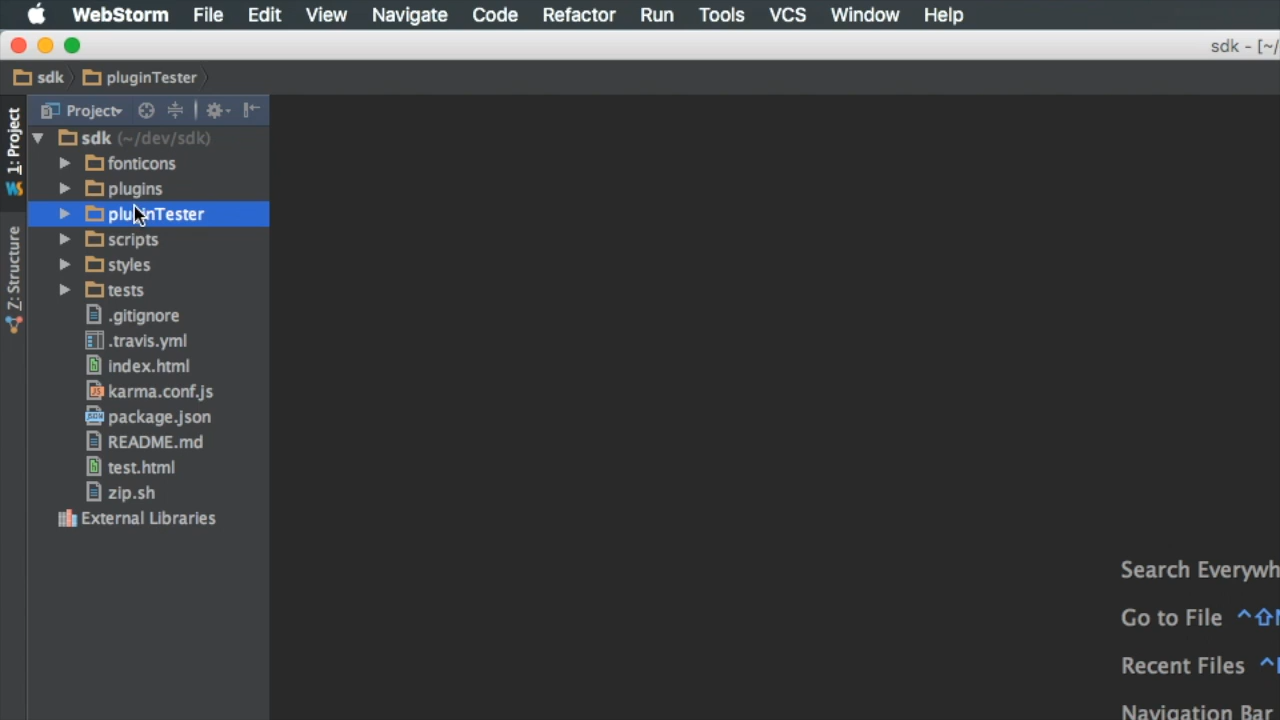 WebStorm File Edit View Navigate Code Refactor Run Tools VCS Window Help
sdk - [~/
sdk pluginTester
1: Project
Project
sdk (~/dev/sdk)
fonticons
plugins
pluginTester
scripts
Z: Structure
styles
tests
.gitignore
.travis.yml
index.html
karma.conf.js
package.json
README.md
test.html
zip.sh
External Libraries
Search Everywh
Go to File ^⇧
Recent Files ^
Navigation Bar